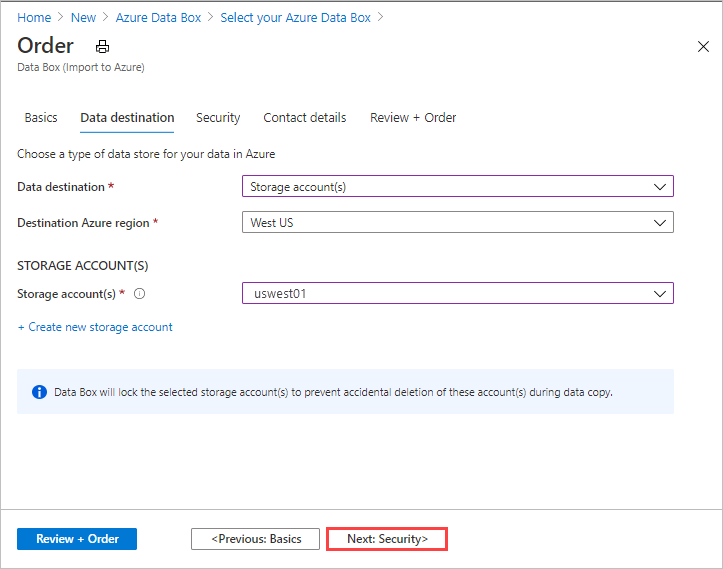 Home > New > Azure Data Box > Select your Azure Data Box >
Order
Data Box (Import to Azure)
Basics Data destination Security Contact details Review + Order
Choose a type of data store for your data in Azure
Data destination * Storage account(s)
Destination Azure region * West US
STORAGE ACCOUNT(S)
Storage account(s) * uswest01
+ Create new storage account
Data Box will lock the selected storage account(s) to prevent accidental deletion of these account(s) during data copy.
Review + Order <Previous: Basics Next: Security>